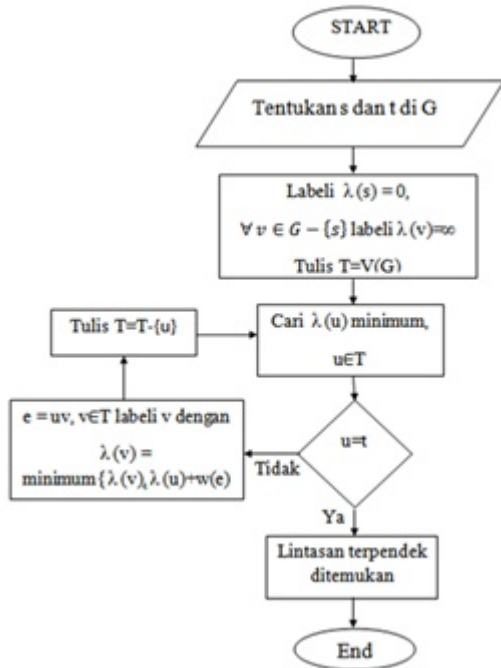 START
Tentukan s dan t di G
Labeli λ(s) = 0,
∀ v ∈ G − {s} labeli λ(v)=∞
Tulis T=V(G)
Cari λ(u) minimum,
u∈T
Tulis T=T-{u}
e = uv, v∈T labeli v dengan
λ(v) =
minimum{λ(v), λ(u)+w(e)
u=t
Tidak
Ya
Lintasan terpendek
ditemukan
End